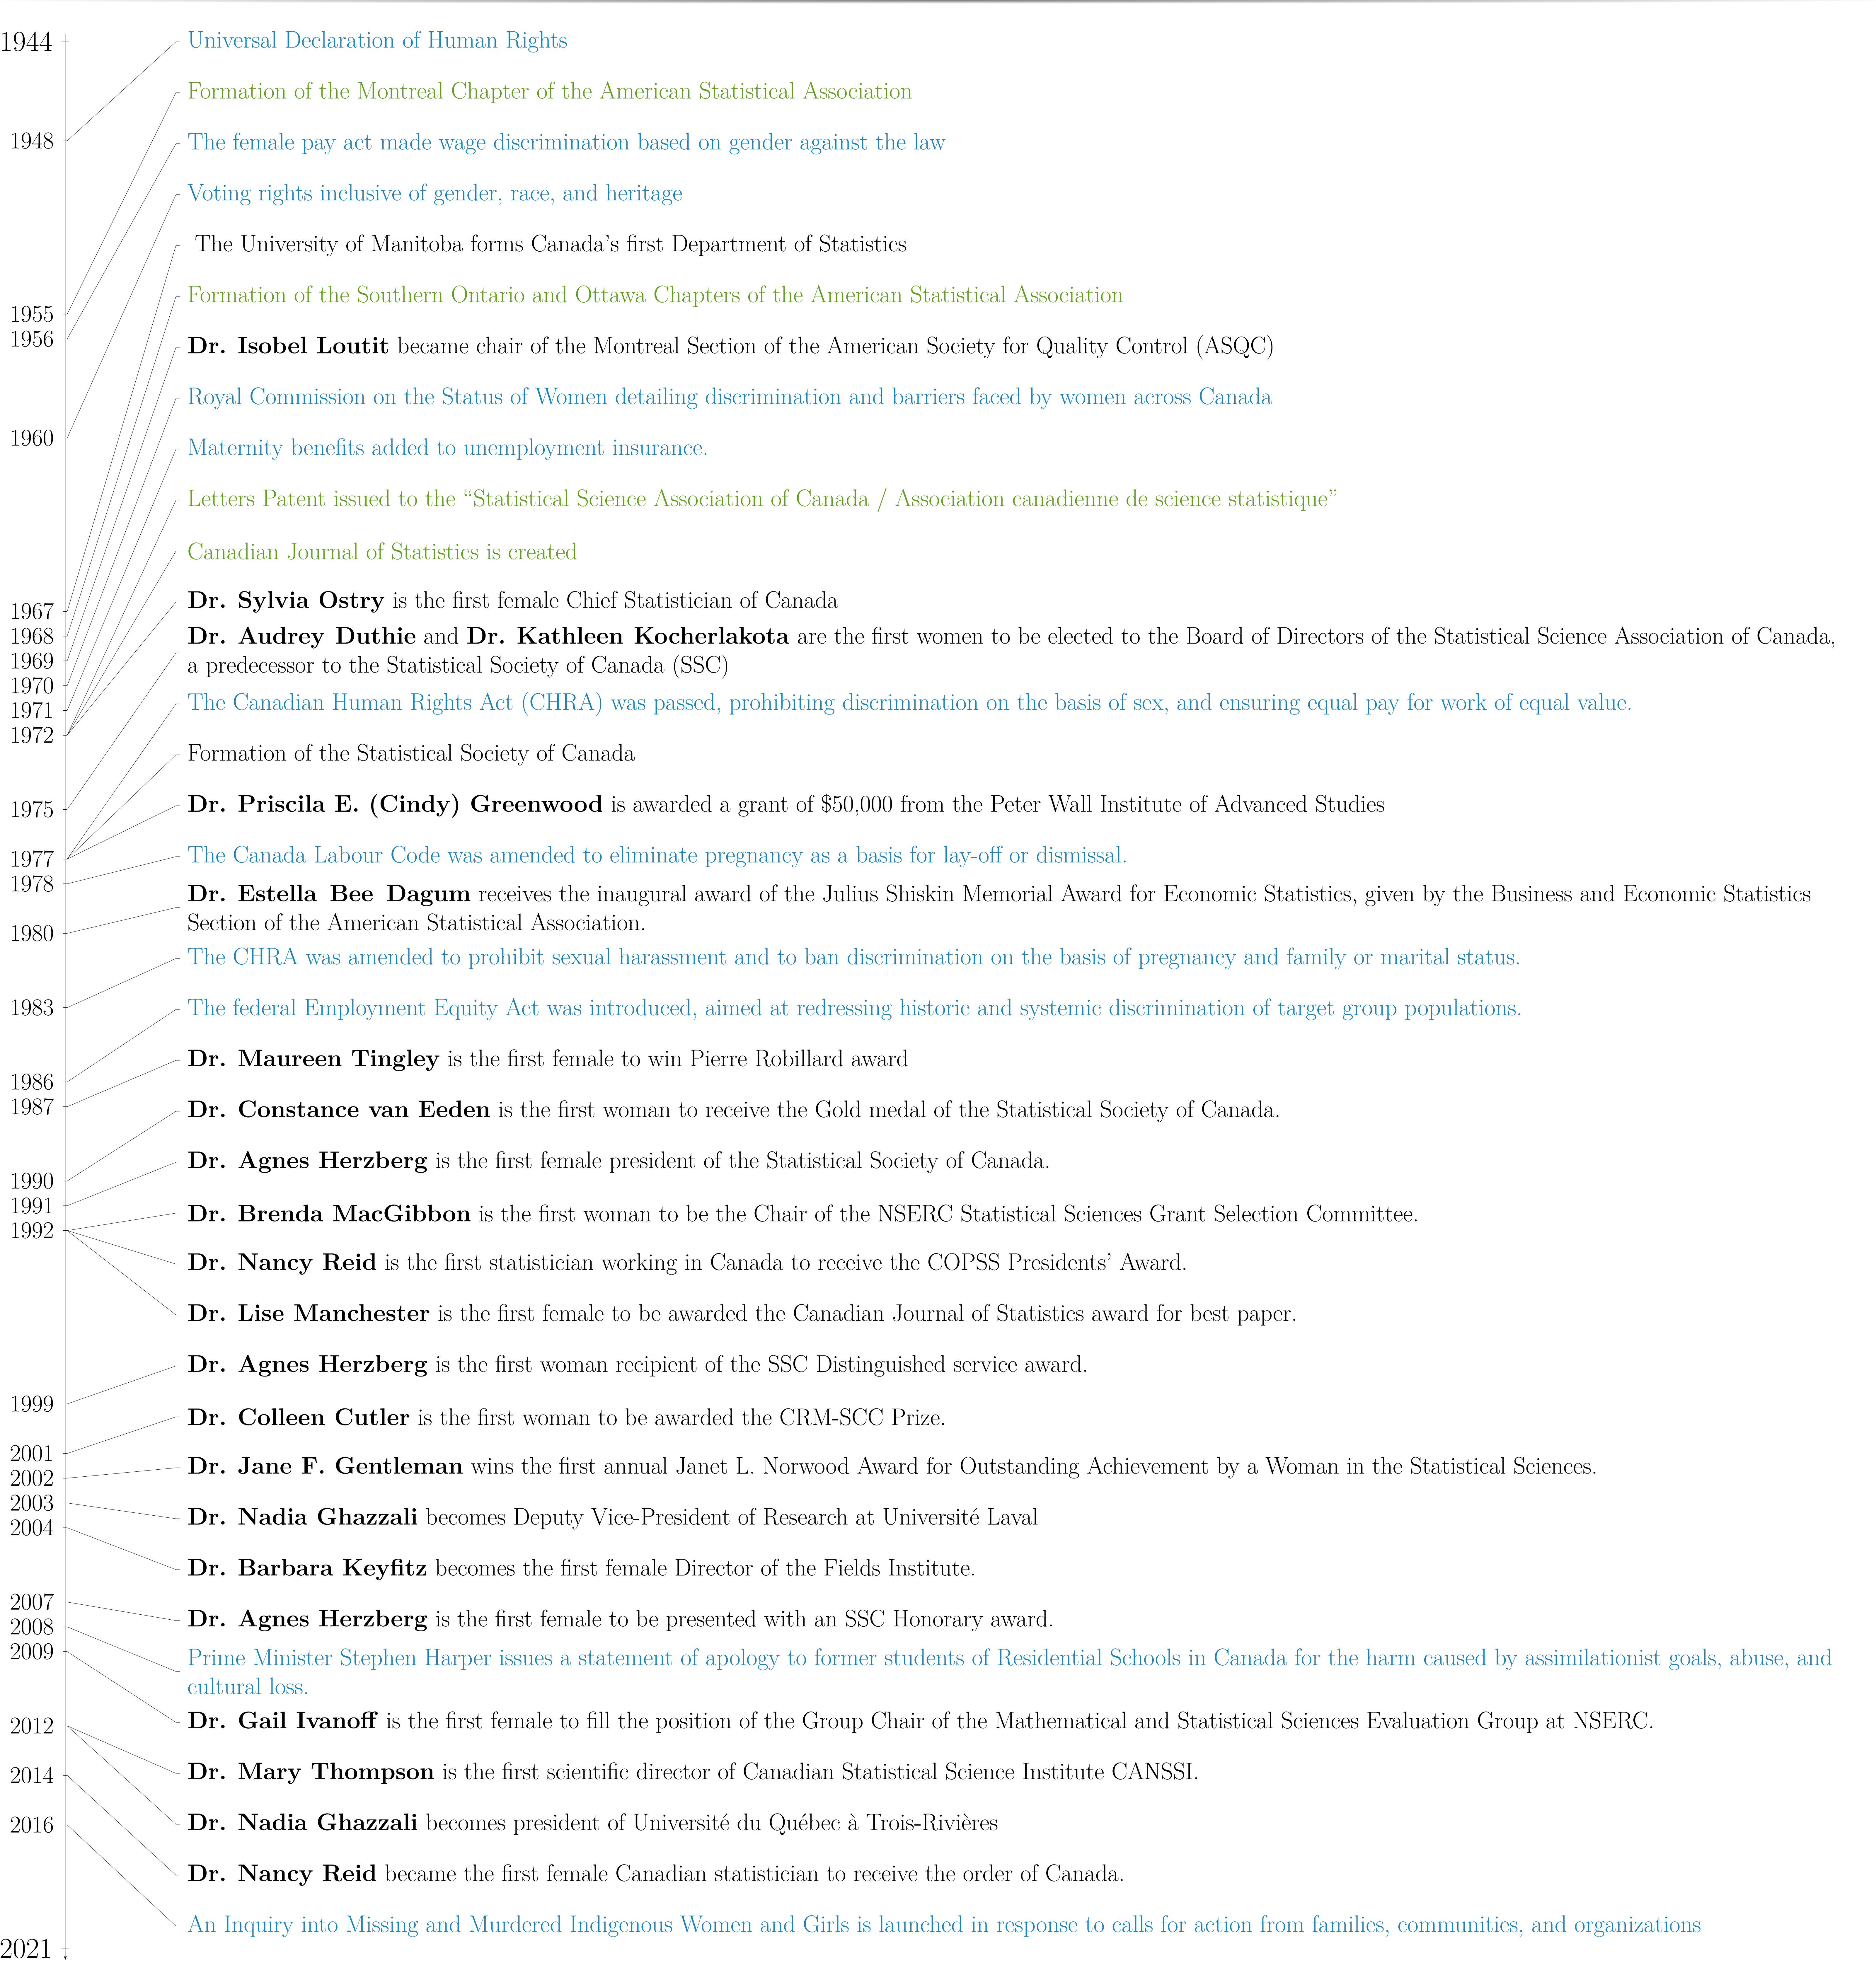 1944
Universal Declaration of Human Rights
Formation of the Montreal Chapter of the American Statistical Association
1948
The female pay act made wage discrimination based on gender against the law
Voting rights inclusive of gender, race, and heritage
The University of Manitoba forms Canada's first Department of Statistics
Formation of the Southern Ontario and Ottawa Chapters of the American Statistical Association
1955
1956
Dr. Isobel Loutit became chair of the Montreal Section of the American Society for Quality Control (ASQC)
Royal Commission on the Status of Women detailing discrimination and barriers faced by women across Canada
1960
Maternity benefits added to unemployment insurance.
Letters Patent issued to the “Statistical Science Association of Canada / Association canadienne de science statistique”
Canadian Journal of Statistics is created
Dr. Sylvia Ostry is the first female Chief Statistician of Canada
1967
1968
Dr. Audrey Duthie and Dr. Kathleen Kocherlakota are the first women to be elected to the Board of Directors of the Statistical Science Association of Canada,
1969
a predecessor to the Statistical Society of Canada (SSC)
1970
The Canadian Human Rights Act (CHRA) was passed, prohibiting discrimination on the basis of sex, and ensuring equal pay for work of equal value.
1971
1972
Formation of the Statistical Society of Canada
1975
Dr. Priscila E. (Cindy) Greenwood is awarded a grant of $50,000 from the Peter Wall Institute of Advanced Studies
1977
The Canada Labour Code was amended to eliminate pregnancy as a basis for lay-off or dismissal.
1978
Dr. Estella Bee Dagum receives the inaugural award of the Julius Shiskin Memorial Award for Economic Statistics, given by the Business and Economic Statistics
Section of the American Statistical Association.
1980
The CHRA was amended to prohibit sexual harassment and to ban discrimination on the basis of pregnancy and family or marital status.
1983
The federal Employment Equity Act was introduced, aimed at redressing historic and systemic discrimination of target group populations.
Dr. Maureen Tingley is the first female to win Pierre Robillard award
1986
1987
Dr. Constance van Eeden is the first woman to receive the Gold medal of the Statistical Society of Canada.
Dr. Agnes Herzberg is the first female president of the Statistical Society of Canada.
1990
1991
Dr. Brenda MacGibbon is the first woman to be the Chair of the NSERC Statistical Sciences Grant Selection Committee.
1992
Dr. Nancy Reid is the first statistician working in Canada to receive the COPSS Presidents' Award.
Dr. Lise Manchester is the first female to be awarded the Canadian Journal of Statistics award for best paper.
Dr. Agnes Herzberg is the first woman recipient of the SSC Distinguished service award.
1999
Dr. Colleen Cutler is the first woman to be awarded the CRM-SCC Prize.
2001
Dr. Jane F. Gentleman wins the first annual Janet L. Norwood Award for Outstanding Achievement by a Woman in the Statistical Sciences.
2002
2003
Dr. Nadia Ghazzali becomes Deputy Vice-President of Research at Université Laval
2004
Dr. Barbara Keyfitz becomes the first female Director of the Fields Institute.
2007
Dr. Agnes Herzberg is the first female to be presented with an SSC Honorary award.
2008
2009
Prime Minister Stephen Harper issues a statement of apology to former students of Residential Schools in Canada for the harm caused by assimilationist goals, abuse, and
cultural loss.
Dr. Gail Ivanoff is the first female to fill the position of the Group Chair of the Mathematical and Statistical Sciences Evaluation Group at NSERC.
2012
Dr. Mary Thompson is the first scientific director of Canadian Statistical Science Institute CANSSI.
2014
Dr. Nadia Ghazzali becomes president of Université du Québec à Trois-Rivières
2016
Dr. Nancy Reid became the first female Canadian statistician to receive the order of Canada.
An Inquiry into Missing and Murdered Indigenous Women and Girls is launched in response to calls for action from families, communities, and organizations
2021